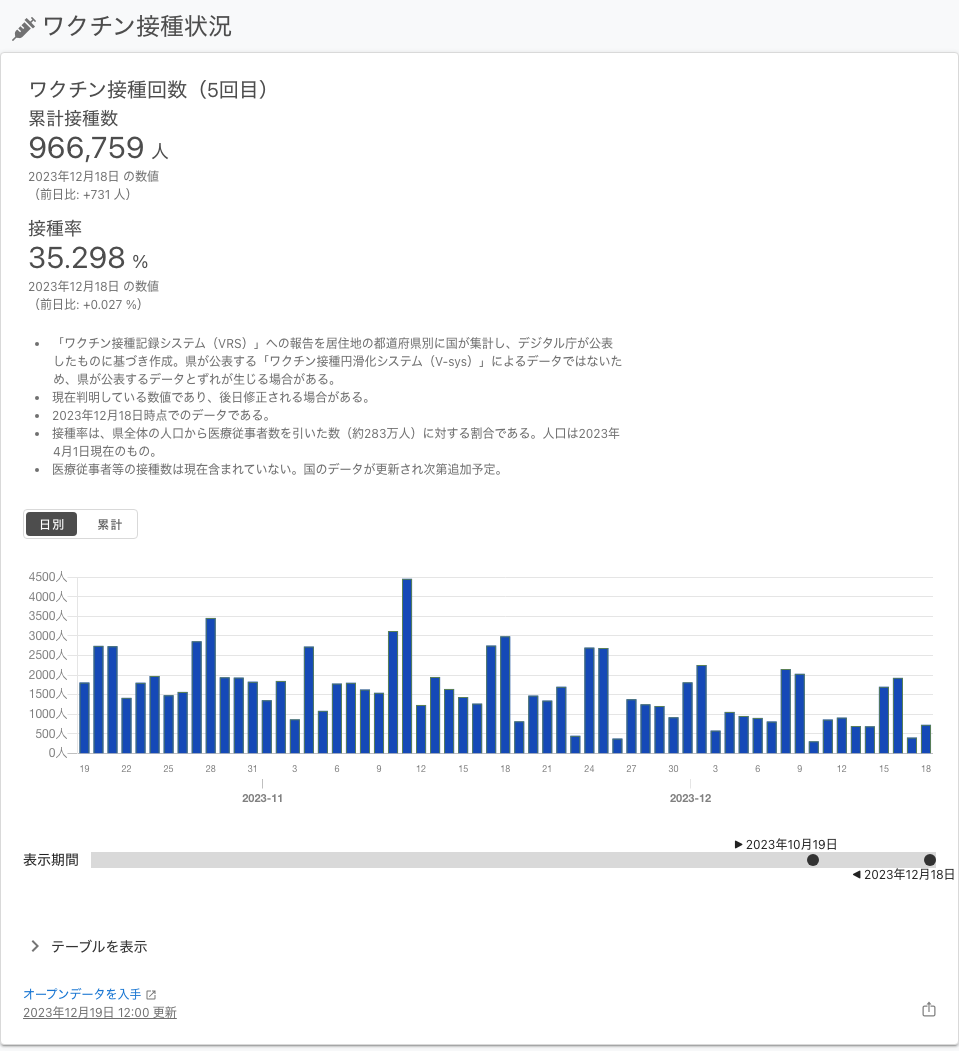 ワクチン接種状況
ワクチン接種回数（5回目）
累計接種数
966,759 人
2023年12月18日 の数値
（前日比: +731 人）
接種率
35.298 %
2023年12月18日 の数値
（前日比: +0.027 %）
• 「ワクチン接種記録システム（VRS）」への報告を居住地の都道府県別に国が集計し、デジタル庁が公表
したものに基づき作成。県が公表する「ワクチン接種円滑化システム（V-sys）」によるデータではないた
め、県が公表するデータとずれが生じる場合がある。
• 現在判明している数値であり、後日修正される場合がある。
• 2023年12月18日時点でのデータである。
• 接種率は、県全体の人口から医療従事者数を引いた数（約283万人）に対する割合である。人口は2023年
4月1日現在のもの。
• 医療従事者等の接種数は現在含まれていない。国のデータが更新され次第追加予定。
日別 累計
4500人
4000人
3500人
3000人
2500人
2000人
1500人
1000人
500人
0人
19 22 25 28 31 3 6 9 12 15 18 21 24 27 30 3 6 9 12 15 18
2023-11 2023-12
2023年10月19日
表示期間
2023年12月18日
テーブルを表示
オープンデータを入手
2023年12月19日 12:00 更新